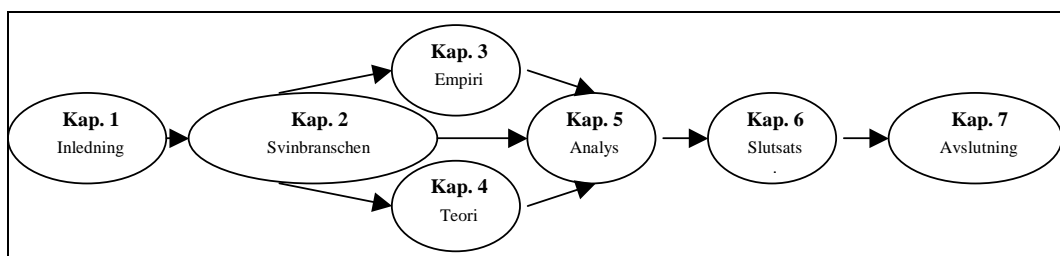 Kap. 1
Inledning
Kap. 2
Svinbranschen
Kap. 3
Empiri
Kap. 4
Teori
Kap. 5
Analys
Kap. 6
Slutsats
.
Kap. 7
Avslutning